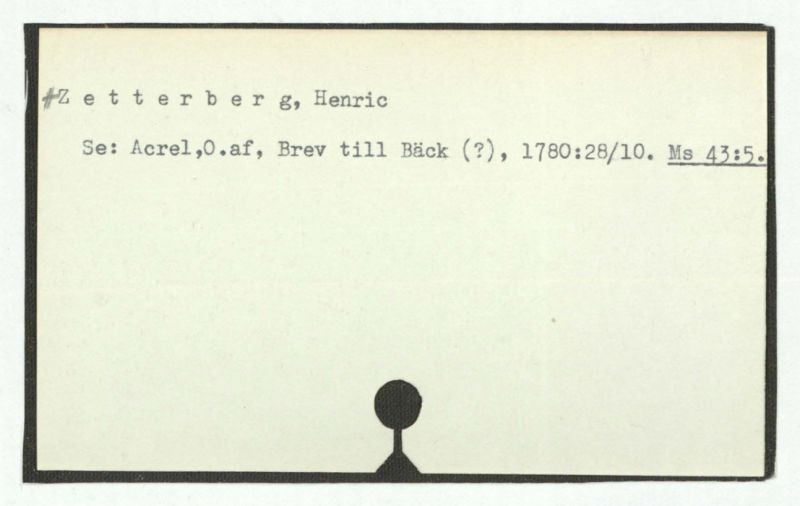 #Z e t t e r b e r g, Henric
Se: Acrel,O.af, Brev till Bäck (?), 1780:28/10. Ms 43:5.